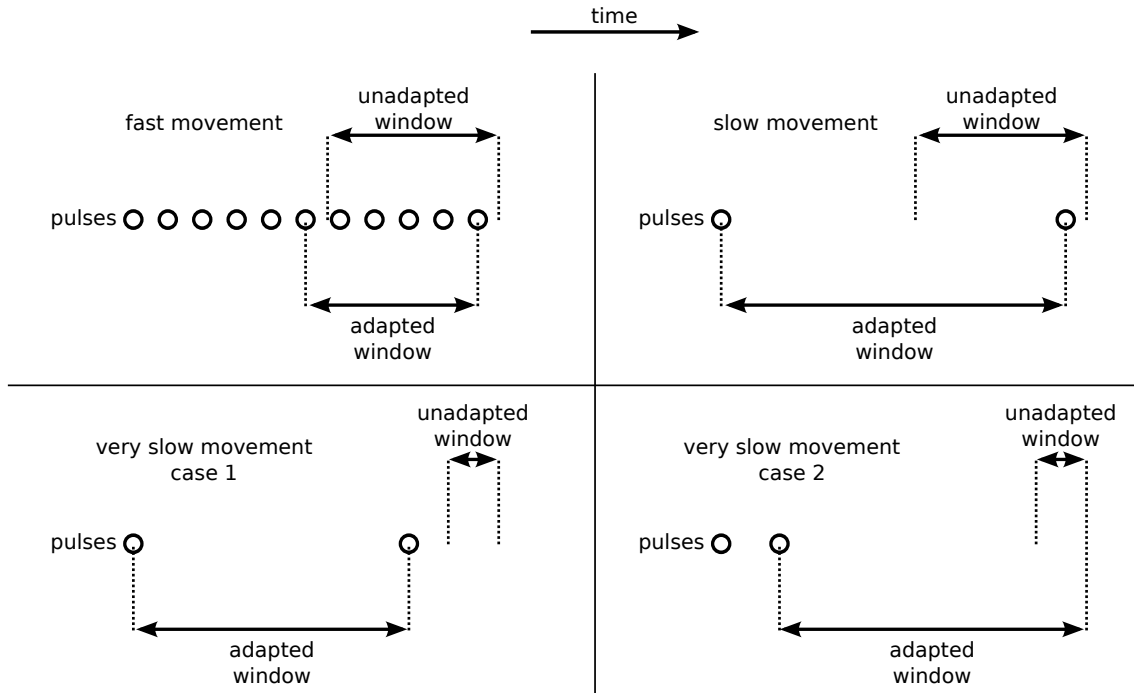 time
fast movement
unadapted
window
pulses
adapted
window
slow movement
unadapted
window
pulses
adapted
window
very slow movement
case 1
unadapted
window
pulses
adapted
window
very slow movement
case 2
unadapted
window
pulses
adapted
window